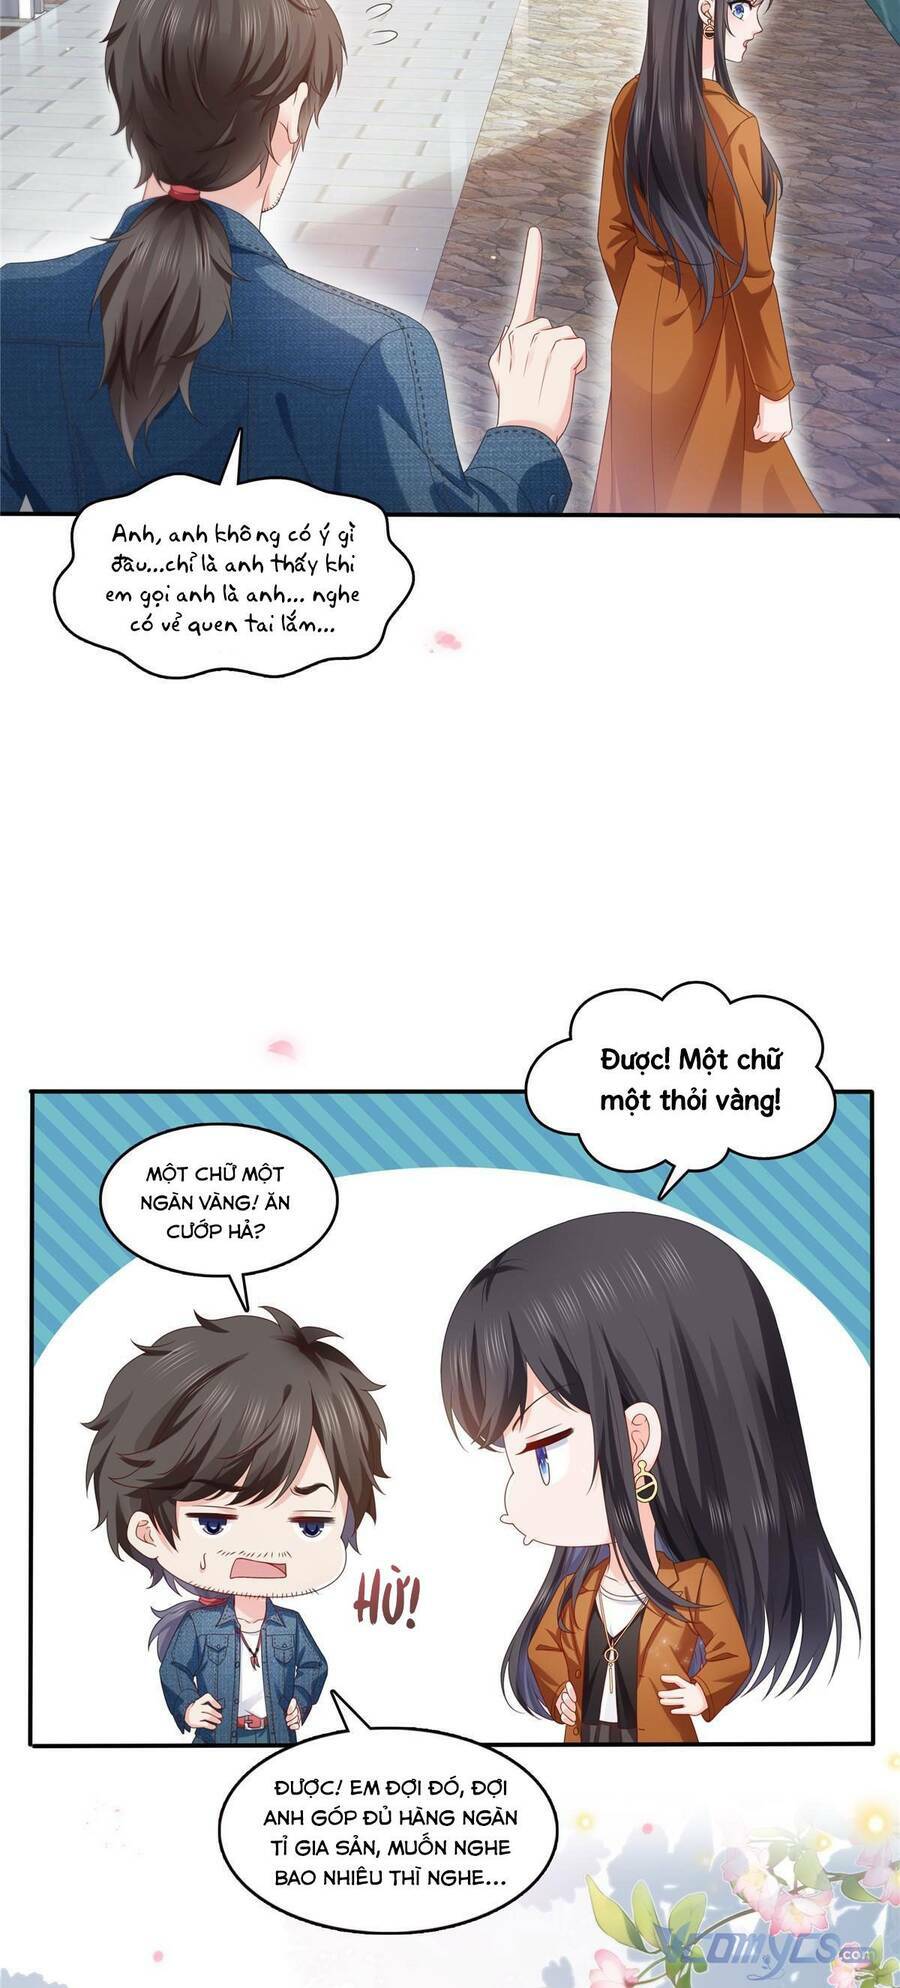 Anh, anh không có ý gì
đâu...chỉ là anh thấy khi
em gọi anh là anh... nghe
có vẻ quen tai lắm...
Được! Một chữ
một thỏi vàng!
MỘT CHỮ MỘT
NGÀN VÀNG! ĂN
CƯỚP HẢ?
HỪ!
ĐƯỢC! EM ĐỢI ĐÓ, ĐỢI
ANH GÓP ĐỦ HÀNG NGÀN
TỈ GIA SẢN, MUỐN NGHE
BAO NHIÊU THÌ NGHE...